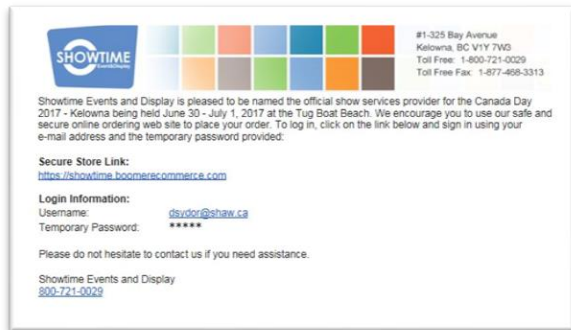 SHOWTIME
Event&Display
#1-325 Bay Avenue
Kelowna, BC V1Y 7W3
Toll Free: 1-800-721-0029
Toll Free Fax: 1-877-468-3313
Showtime Events and Display is pleased to be named the official show services provider for the Canada Day
2017 - Kelowna being held June 30 - July 1, 2017 at the Tug Boat Beach. We encourage you to use our safe and
secure online ordering web site to place your order. To log in, click on the link below and sign in using your
e-mail address and the temporary password provided:
Secure Store Link:
https://showtime.boomerecommerce.com
Login Information:
Username: dsydor@shaw.ca
Temporary Password: *****
Please do not hesitate to contact us if you need assistance.
Showtime Events and Display
800-721-0029